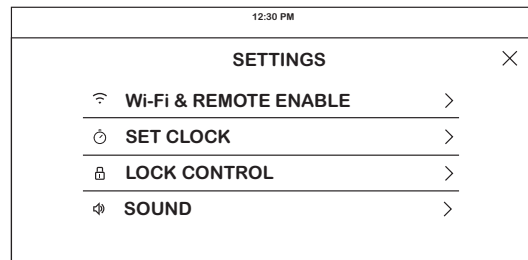 12:30 PM
SETTINGS
Wi-Fi & REMOTE ENABLE
SET CLOCK
LOCK CONTROL
SOUND